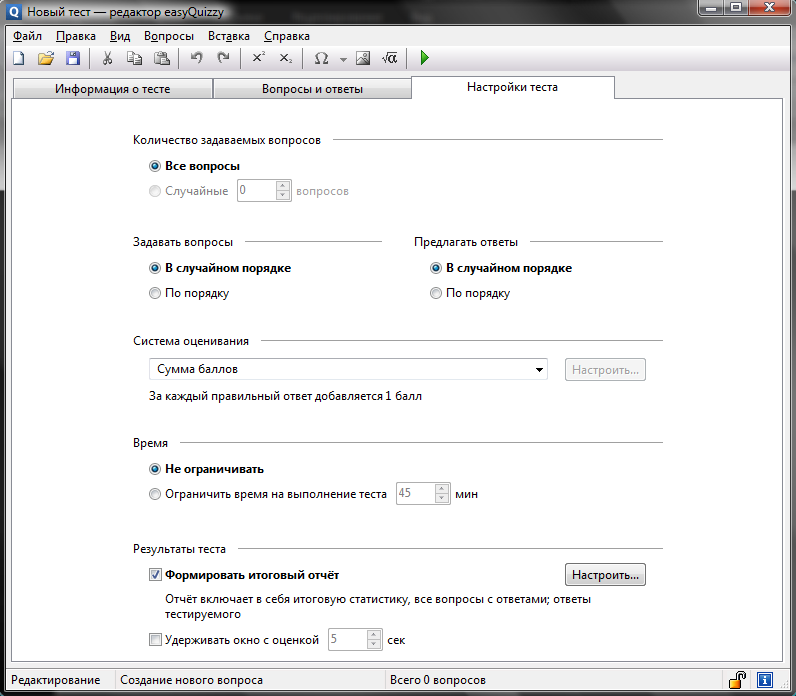 Новый тест — редактор easyQuizzy
Файл Правка Вид Вопросы Вставка Справка
Информация о тесте Вопросы и ответы Настройки теста
Количество задаваемых вопросов
Все вопросы
Случайные 0 вопросов
Задавать вопросы Предлагать ответы
В случайном порядке В случайном порядке
По порядку По порядку
Система оценивания
Сумма баллов Настроить...
За каждый правильный ответ добавляется 1 балл
Время
Не ограничивать
Ограничить время на выполнение теста 45 мин
Результаты теста
Формировать итоговый отчёт Настроить...
Отчёт включает в себя итоговую статистику, все вопросы с ответами; ответы
тестируемого
Удерживать окно с оценкой 5 сек
Редактирование Создание нового вопроса Всего 0 вопросов